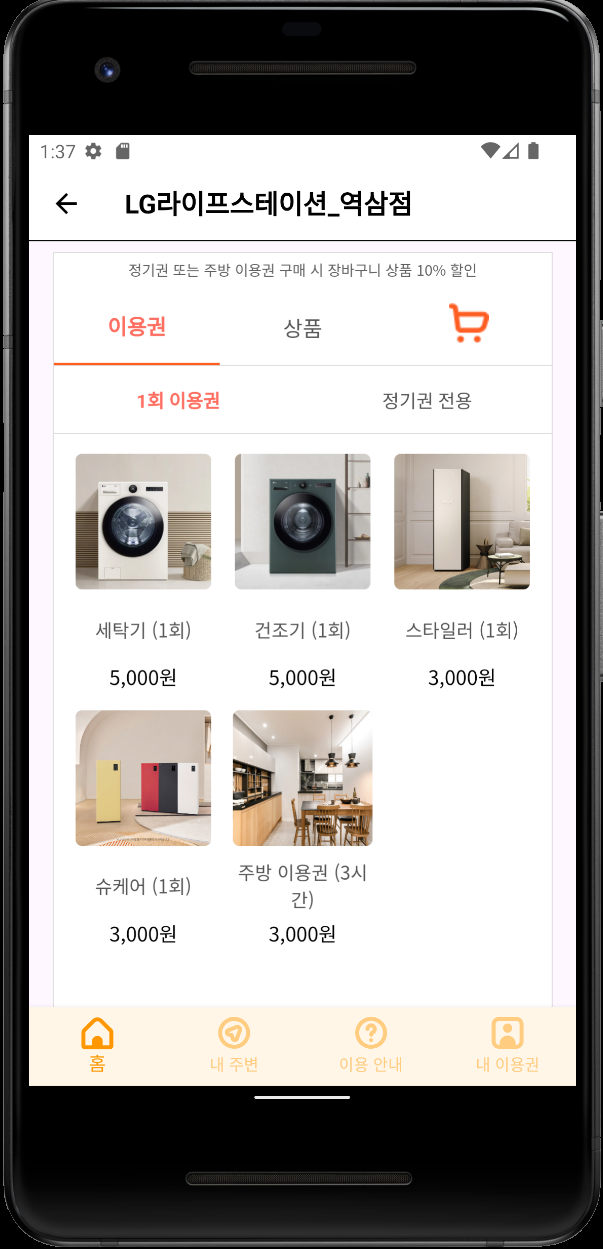 1:37
LG라이프스테이션_역삼점
정기권 또는 주방 이용권 구매 시 장바구니 상품 10% 할인
이용권
상품
1회 이용권
정기권 전용
세탁기 (1회)
건조기 (1회)
스타일러 (1회)
5,000원
5,000원
3,000원
슈케어 (1회)
주방 이용권 (3시
간)
3,000원
3,000원
홈
내 주변
이용 안내
내 이용권